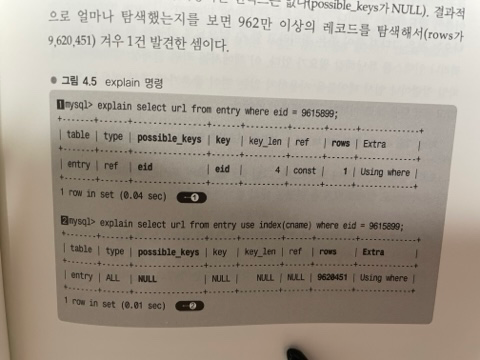 (possible_keys가 NULL). 결과적
으로 얼마나 탐색했는지를 보면 962만 이상의 레코드를 탐색해서(rows가
9,620,451) 겨우 1건 발견한 셈이다.
● 그림 4.5 explain 명령
1 mysql> explain select url from entry where eid = 9615899;
+-------+------+---------------+------+---------+-------+------+-------------+
| table | type | possible_keys | key | key_len | ref | rows | Extra
+-------+------+---------------+------+---------+-------+------+-------------+
| entry | ref | eid | eid | 4 | const | 1 | Using where |
+-------+------+---------------+------+---------+-------+------+-------------+
1 row in set (0.04 sec) ←1
2 mysql> explain select url from entry use index(cname) where eid = 9615899;
+-------+------+---------------+------+---------+------+---------+-------------+
| table | type | possible_keys | key | key_len | ref | rows | Extra |
+-------+------+---------------+------+---------+------+---------+-------------+
| entry | ALL | NULL | NULL | NULL | NULL | 9620451 | Using where |
+-------+------+---------------+------+---------+------+---------+-------------+
1 row in set (0.01 sec) ←2